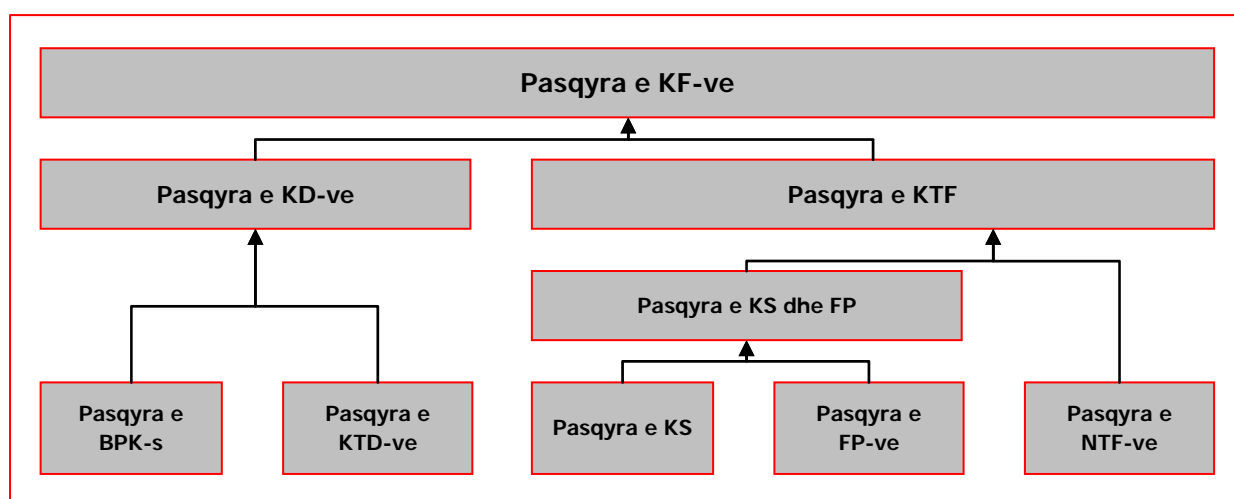 Pasqyra e KF-ve
Pasqyra e KD-ve
Pasqyra e KTF
Pasqyra e KS dhe FP
Pasqyra e
BPK-s
Pasqyra e
KTD-ve
Pasqyra e KS
Pasqyra e
FP-ve
Pasqyra e
NTF-ve